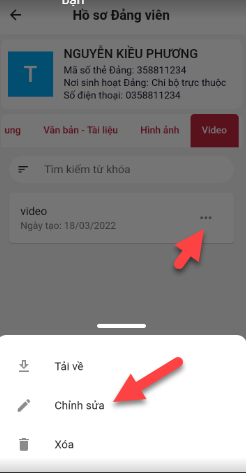 bạn
Hồ sơ Đảng viên
T
NGUYỄN KIỀU PHƯƠNG
Mã số thẻ Đảng: 358811234
Nơi sinh hoạt Đảng: Chi bộ trực thuộc
Số điện thoại: 0358811234
ung
Văn bản - Tài liệu
Hình ảnh
Video
Tìm kiếm từ khóa
video
Ngày tạo: 18/03/2022
Tải về
Chỉnh sửa
Xóa